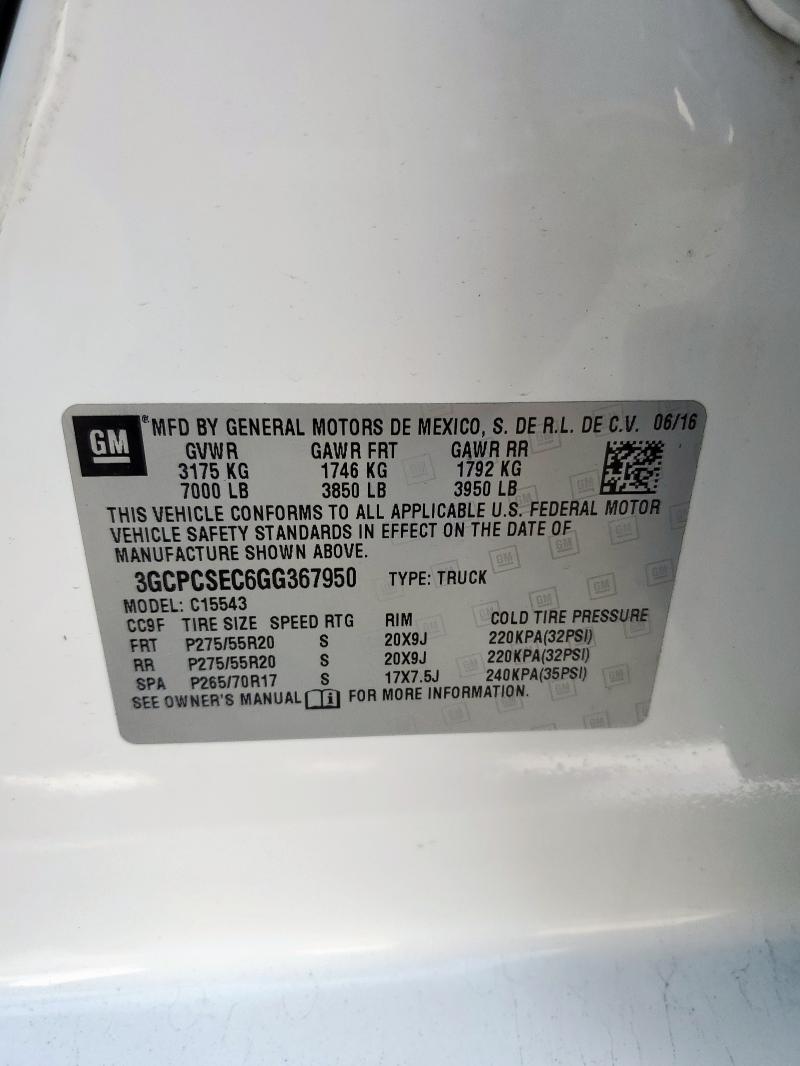 GM ® MFD BY GENERAL MOTORS DE MEXICO, S. DE R.L. DE C.V. 06/16
GVWR GAWR FRT GAWR RR
3175 KG 1746 KG 1792 KG
7000 LB 3850 LB 3950 LB
THIS VEHICLE CONFORMS TO ALL APPLICABLE U.S. FEDERAL MOTOR
VEHICLE SAFETY STANDARDS IN EFFECT ON THE DATE OF
MANUFACTURE SHOWN ABOVE.
3GCPCSEC6GG367950 TYPE: TRUCK
MODEL: C15543
CC9F TIRE SIZE SPEED RTG RIM COLD TIRE PRESSURE
FRT P275/55R20 S 20X9J 220KPA(32PSI)
RR P275/55R20 S 20X9J 220KPA(32PSI)
SPA P265/70R17 S 17X7.5J 240KPA(35PSI)
SEE OWNER'S MANUAL i FOR MORE INFORMATION.